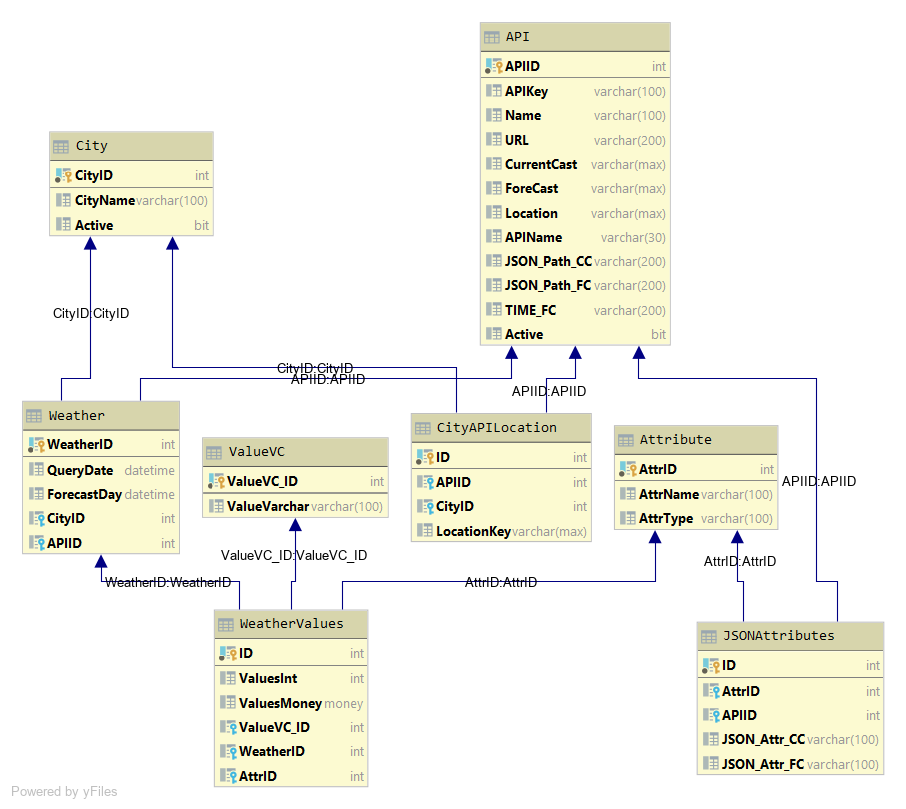 API
APIID int
APIKey varchar(100)
Name varchar(100)
URL varchar(200)
CurrentCast varchar(max)
ForeCast varchar(max)
Location varchar(max)
APIName varchar(30)
JSON_Path_CC varchar(200)
JSON_Path_FC varchar(200)
TIME_FC varchar(200)
Active bit
City
CityID int
CityName varchar(100)
Active bit
CityID:CityID
CityID:CityID
APIID:APIID
APIID:APIID
APIID:APIID
Weather
WeatherID int
QueryDate datetime
ForecastDay datetime
CityID int
APIID int
ValueVC
ValueVC_ID int
ValueVarchar varchar(100)
CityAPILocation
ID int
APIID int
CityID int
LocationKey varchar(max)
Attribute
AttrID int
AttrName varchar(100)
AttrType varchar(100)
ValueVC_ID:ValueVC_ID
WeatherID:WeatherID
AttrID:AttrID
AttrID:AttrID
WeatherValues
ID int
ValuesInt int
ValuesMoney money
ValueVC_ID int
WeatherID int
AttrID int
JSONAttributes
ID int
AttrID int
APIID int
JSON_Attr_CC varchar(100)
JSON_Attr_FC varchar(100)
Powered by yFiles